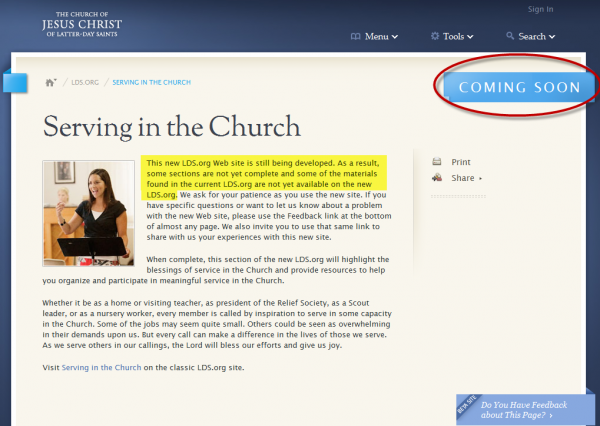 THE CHURCH OF
JESUS CHRIST
OF LATTER-DAY SAINTS
Sign In
Menu
Tools
Search
LDS.ORG / SERVING IN THE CHURCH
COMING SOON
Serving in the Church
This new LDS.org Web site is still being developed. As a result,
some sections are not yet complete and some of the materials
found in the current LDS.org are not yet available on the new
LDS.org. We ask for your patience as you use the new site. If you
have specific questions or want to let us know about a problem
with the new Web site, please use the Feedback link at the bottom
of almost any page. We also invite you to use that same link to
share with us your experiences with this new site.
When complete, this section of the new LDS.org will highlight the
blessings of service in the Church and provide resources to help
you organize and participate in meaningful service in the Church.
Whether it be as a home or visiting teacher, as president of the Relief Society, as a Scout
leader, or as a nursery worker, every member is called by inspiration to serve in some capacity
in the Church. Some of the jobs may seem quite small. Others could be seen as overwhelming
in their demands upon us. But every call can make a difference in the lives of those we serve.
As we serve others in our callings, the Lord will bless our efforts and give us joy.
Visit Serving in the Church on the classic LDS.org site.
Print
Share
BETA SITE
Do You Have Feedback
about This Page? ›